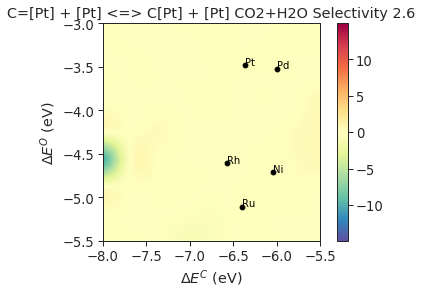 C=[Pt] + [Pt] <=> C[Pt] + [Pt] CO2+H2O Selectivity 2.6
−3.0
−3.5
−4.0
−4.5
−5.0
−5.5
ΔE^O (eV)
Pt
Pd
Rh
Ni
Ru
−8.0 −7.5 −7.0 −6.5 −6.0 −5.5
ΔE^C (eV)
10
5
0
−5
−10